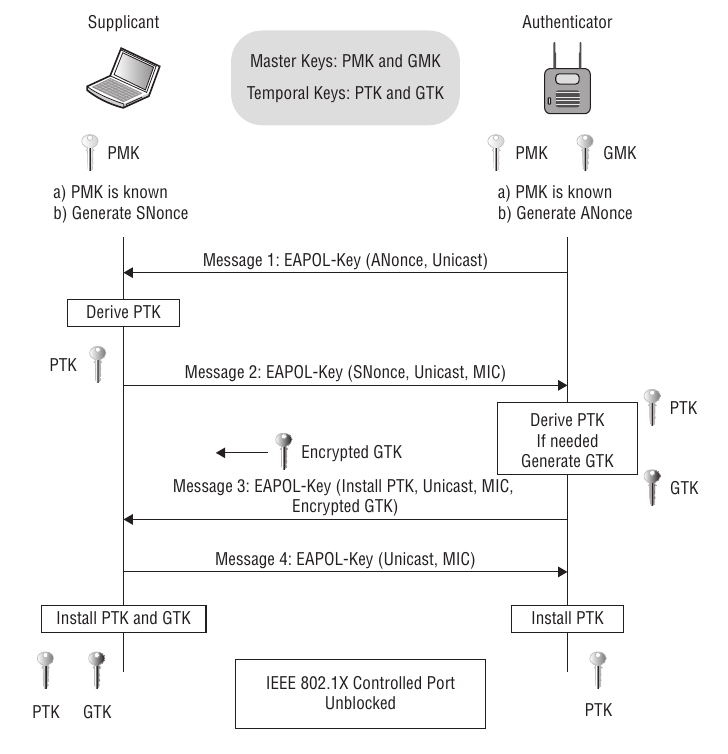 Supplicant
Authenticator
Master Keys: PMK and GMK
Temporal Keys: PTK and GTK
PMK
PMK
GMK
a) PMK is known
b) Generate SNonce
a) PMK is known
b) Generate ANonce
Message 1: EAPOL-Key (ANonce, Unicast)
Derive PTK
PTK
Message 2: EAPOL-Key (SNonce, Unicast, MIC)
Derive PTK
If needed
Generate GTK
PTK
Encrypted GTK
GTK
Message 3: EAPOL-Key (Install PTK, Unicast, MIC,
Encrypted GTK)
Message 4: EAPOL-Key (Unicast, MIC)
Install PTK and GTK
Install PTK
PTK
GTK
IEEE 802.1X Controlled Port
Unblocked
PTK